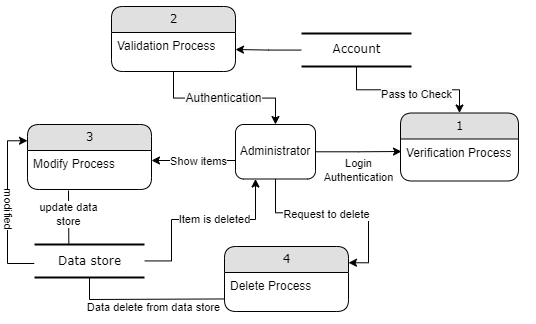 2
Validation Process
Account
Authentication
Pass to Check
3
Modify Process
Show items
Administrator
Login
Authentication
1
Verification Process
modified
update data
store
Item is deleted
Request to delete
Data store
4
Delete Process
Data delete from data store